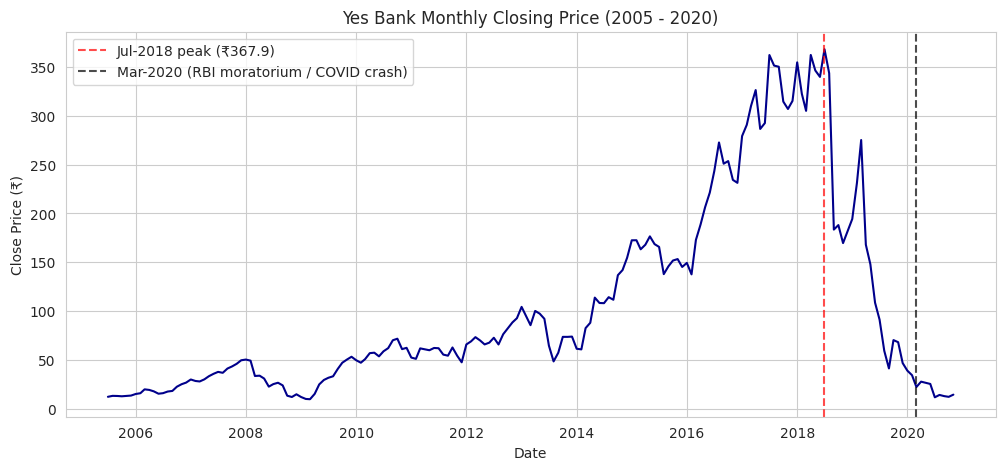 Yes Bank Monthly Closing Price (2005 - 2020)
Jul-2018 peak (₹367.9)
Mar-2020 (RBI moratorium / COVID crash)
Close Price (₹)
350
300
250
200
150
100
50
0
2006 2008 2010 2012 2014 2016 2018 2020
Date